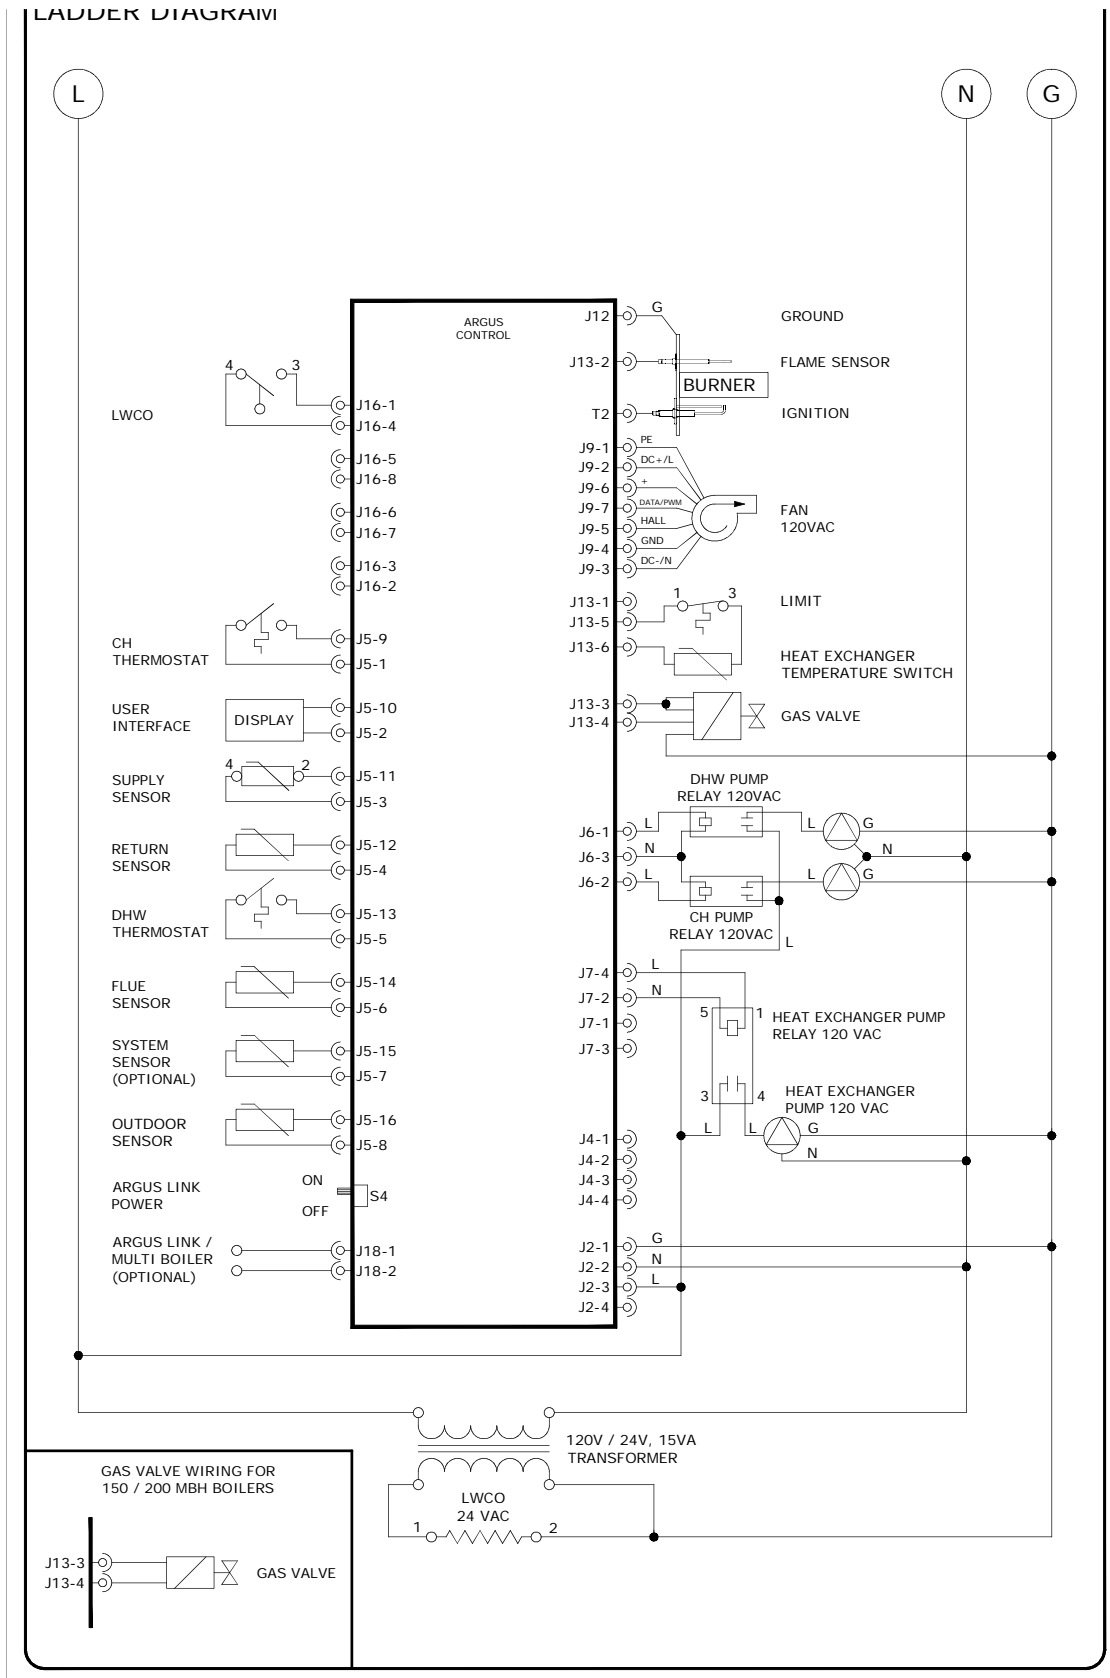 LADDER DIAGRAM
L
N
G
ARGUS
CONTROL
J12
G
GROUND
J13-2
FLAME SENSOR
BURNER
T2
IGNITION
4
3
LWCO
J16-1
J16-4
J16-5
J16-8
J16-6
J16-7
J16-3
J16-2
J9-1
PE
J9-2
DC+/L
J9-6
+
J9-7
DATA/PWM
J9-5
HALL
J9-4
GND
J9-3
DC-/N
FAN
120VAC
J13-1
J13-5
J13-6
1
3
LIMIT
HEAT EXCHANGER
TEMPERATURE SWITCH
CH
THERMOSTAT
J5-9
J5-1
USER
INTERFACE
DISPLAY
J5-10
J5-2
J13-3
J13-4
GAS VALVE
SUPPLY
SENSOR
4
2
J5-11
J5-3
DHW PUMP
RELAY 120VAC
RETURN
SENSOR
J5-12
J5-4
J6-1
L
L
G
J6-3
N
N
J6-2
L
L
G
CH PUMP
RELAY 120VAC
L
DHW
THERMOSTAT
J5-13
J5-5
FLUE
SENSOR
J5-14
J5-6
J7-4
L
J7-2
N
J7-1
J7-3
5
1
HEAT EXCHANGER PUMP
RELAY 120 VAC
SYSTEM
SENSOR
(OPTIONAL)
J5-15
J5-7
3
4
HEAT EXCHANGER
PUMP 120 VAC
L
L
G
N
OUTDOOR
SENSOR
J5-16
J5-8
J4-1
J4-2
J4-3
J4-4
ARGUS LINK
POWER
ON
OFF
S4
ARGUS LINK /
MULTI BOILER
(OPTIONAL)
J18-1
J18-2
J2-1
G
J2-2
N
J2-3
L
J2-4
120V / 24V, 15VA
TRANSFORMER
LWCO
24 VAC
1
2
GAS VALVE WIRING FOR
150 / 200 MBH BOILERS
J13-3
J13-4
GAS VALVE